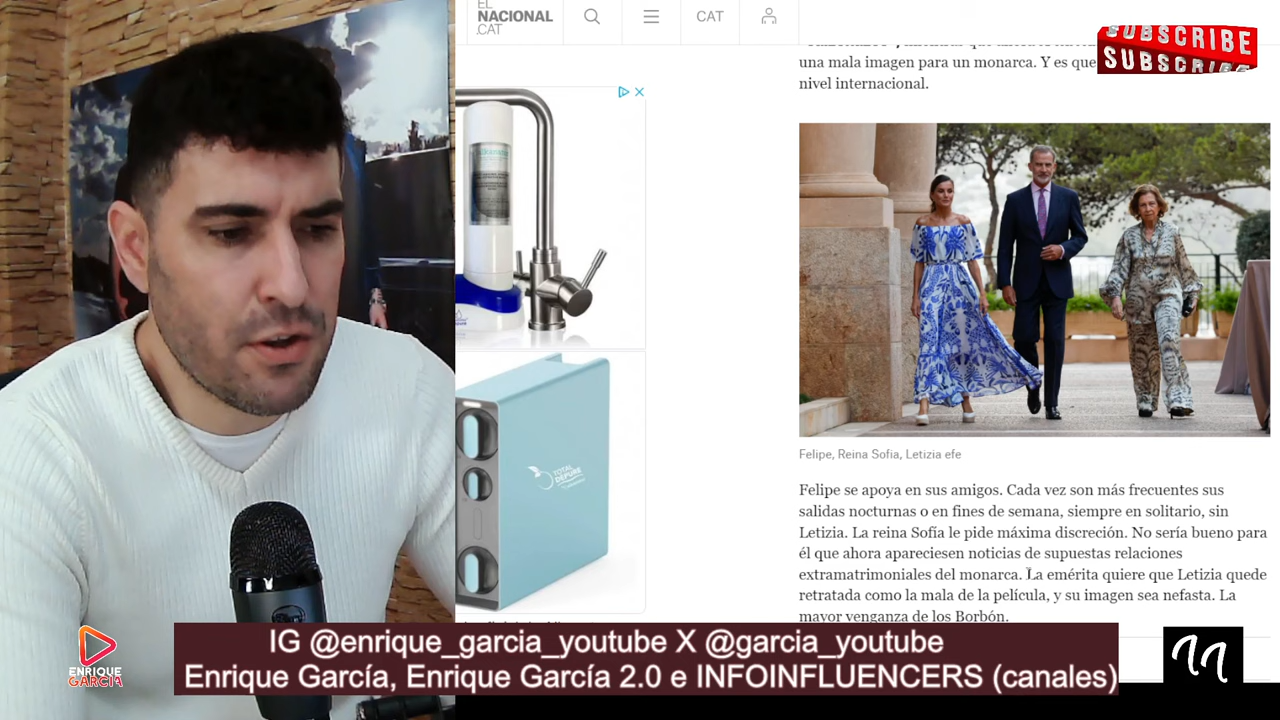 EL
NACIONAL
.CAT
CAT
SUBSCRIBE
SUBSCRIBE
una mala imagen para un monarca. Y es que
nivel internacional.
Felipe, Reina Sofia, Letizia efe
Felipe se apoya en sus amigos. Cada vez son más frecuentes sus
salidas nocturnas o en fines de semana, siempre en solitario, sin
Letizia. La reina Sofía le pide máxima discreción. No sería bueno para
él que ahora apareciesen noticias de supuestas relaciones
extramatrimoniales del monarca. La emérita quiere que Letizia quede
retratada como la mala de la película, y su imagen sea nefasta. La
mayor venganza de los Borbón.
TOTAL
DEPURE
IG @enrique_garcia_youtube X @garcia_youtube
Enrique García, Enrique García 2.0 e INFOINFLUENCERS (canales)
ENRIQUE
GARCÍA